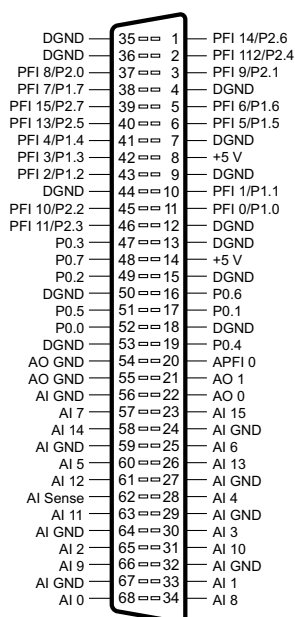 DGND 35 1 PFI 14/P2.6
DGND 36 2 PFI 112/P2.4
PFI 8/P2.0 37 3 PFI 9/P2.1
PFI 7/P1.7 38 4 DGND
PFI 15/P2.7 39 5 PFI 6/P1.6
PFI 13/P2.5 40 6 PFI 5/P1.5
PFI 4/P1.4 41 7 DGND
PFI 3/P1.3 42 8 +5 V
PFI 2/P1.2 43 9 DGND
DGND 44 10 PFI 1/P1.1
PFI 10/P2.2 45 11 PFI 0/P1.0
PFI 11/P2.3 46 12 DGND
P0.3 47 13 DGND
P0.7 48 14 +5 V
P0.2 49 15 DGND
DGND 50 16 P0.6
P0.5 51 17 P0.1
P0.0 52 18 DGND
DGND 53 19 P0.4
AO GND 54 20 APFI 0
AO GND 55 21 AO 1
AI GND 56 22 AO 0
AI 7 57 23 AI 15
AI 14 58 24 AI GND
AI GND 59 25 AI 6
AI 5 60 26 AI 13
AI 12 61 27 AI GND
AI Sense 62 28 AI 4
AI 11 63 29 AI GND
AI GND 64 30 AI 3
AI 2 65 31 AI 10
AI 9 66 32 AI GND
AI GND 67 33 AI 1
AI 0 68 34 AI 8